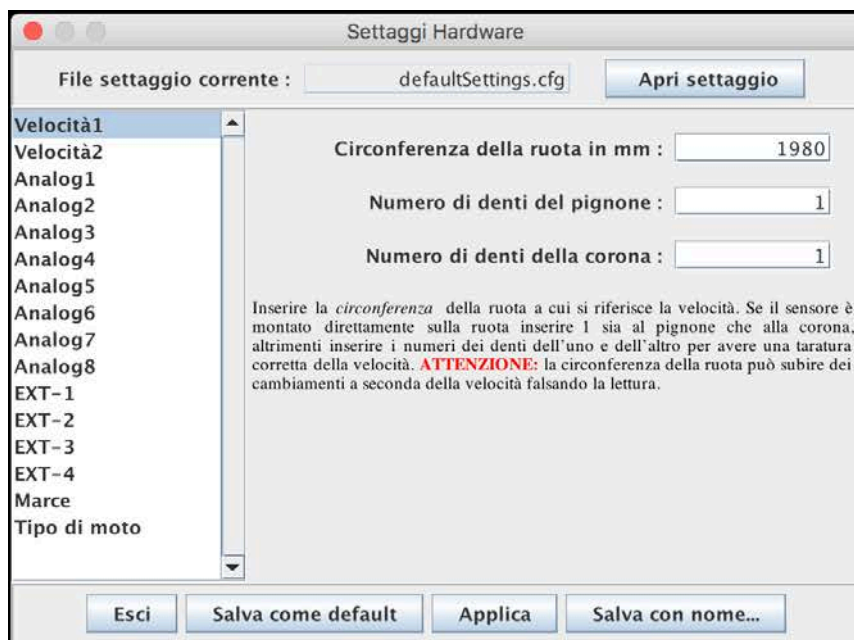 Settaggi Hardware
File settaggio corrente : defaultSettings.cfg Apri settaggio
Velocità1
Velocità2
Analog1
Analog2
Analog3
Analog4
Analog5
Analog6
Analog7
Analog8
EXT-1
EXT-2
EXT-3
EXT-4
Marce
Tipo di moto
Circonferenza della ruota in mm : 1980
Numero di denti del pignone : 1
Numero di denti della corona : 1
Inserire la circonferenza della ruota a cui si riferisce la velocità. Se il sensore è
montato direttamente sulla ruota inserire 1 sia al pignone che alla corona,
altrimenti inserire i numeri dei denti dell'uno e dell'altro per avere una taratura
corretta della velocità. ATTENZIONE: la circonferenza della ruota può subire dei
cambiamenti a seconda della velocità falsando la lettura.
Esci Salva come default Applica Salva con nome...